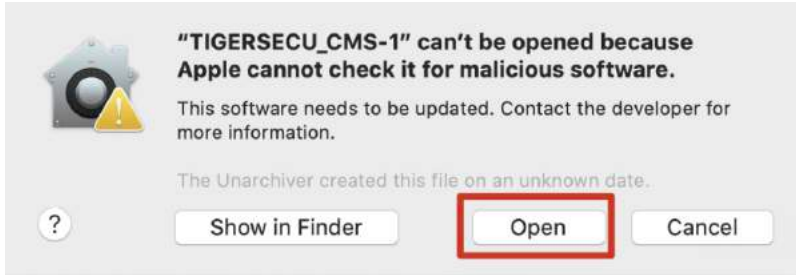 “TIGERSECU_CMS-1” can’t be opened because
Apple cannot check it for malicious software.
This software needs to be updated. Contact the developer for
more information.
The Unarchiver created this file on an unknown date.
?
Show in Finder
Open
Cancel